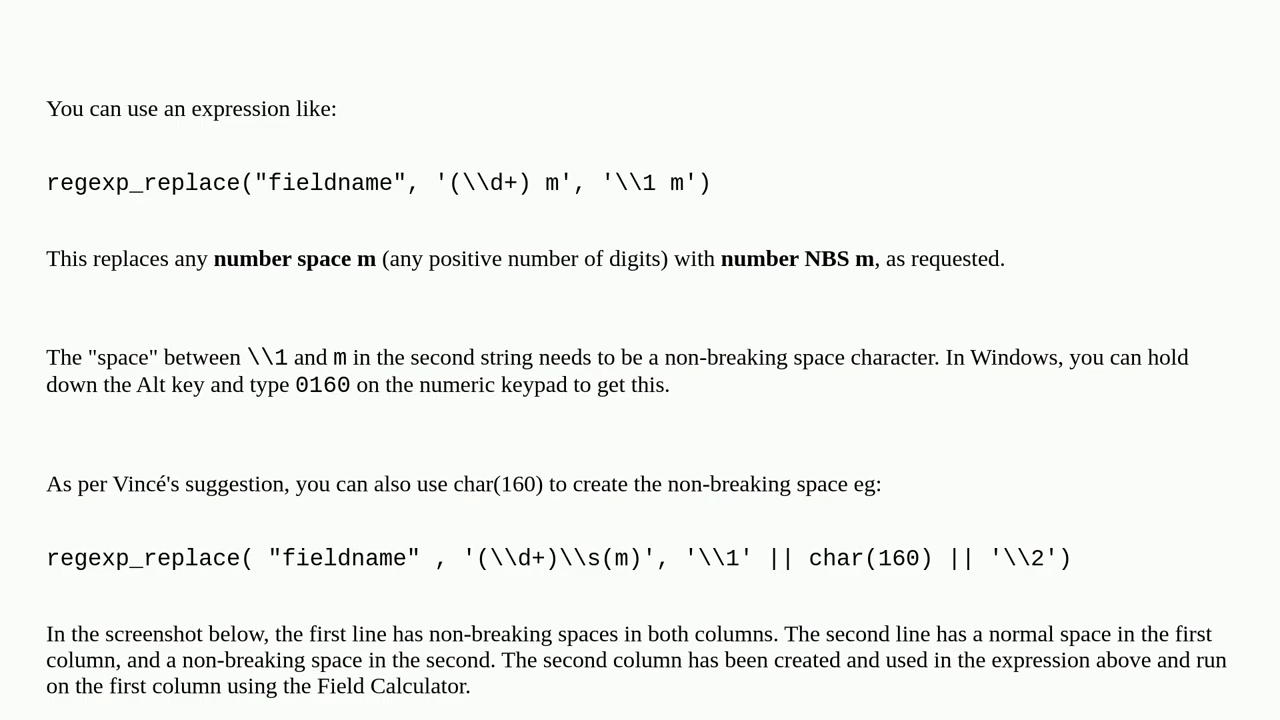 You can use an expression like:
regexp_replace("fieldname", '(\\d+) m', '\\1 m')
This replaces any number space m (any positive number of digits) with number NBS m, as requested.
The "space" between \\1 and m in the second string needs to be a non-breaking space character. In Windows, you can hold
down the Alt key and type 0160 on the numeric keypad to get this.
As per Vincé's suggestion, you can also use char(160) to create the non-breaking space eg:
regexp_replace( "fieldname" , '(\\d+)\\s(m)', '\\1' || char(160) || '\\2')
In the screenshot below, the first line has non-breaking spaces in both columns. The second line has a normal space in the first
column, and a non-breaking space in the second. The second column has been created and used in the expression above and run
on the first column using the Field Calculator.